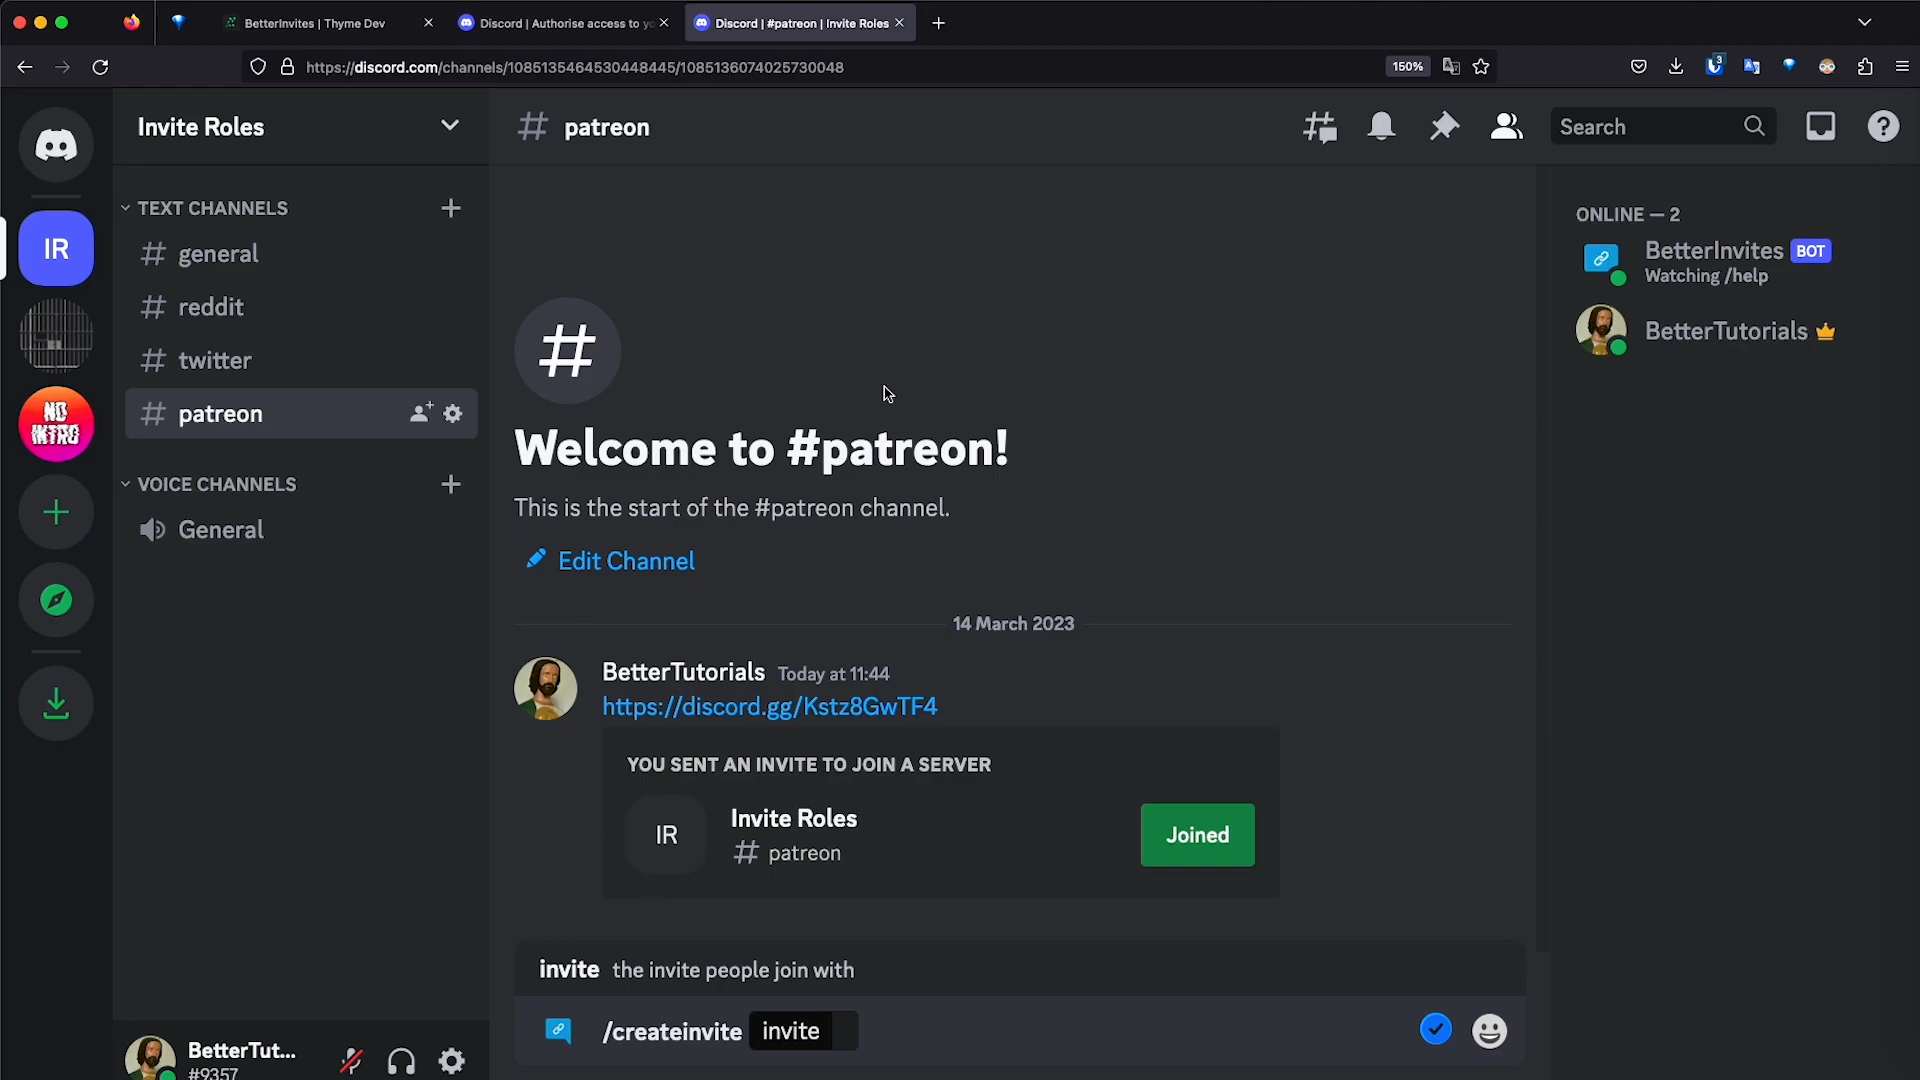 BetterInvites | Thyme Dev
Discord | Authorise access to yo
Discord | #patreon | Invite Roles
https://discord.com/channels/1085135464530448445/1085136074025730048
150%
3
Invite Roles
patreon
Search
IR
TEXT CHANNELS
general
reddit
twitter
patreon
NO INTRO
VOICE CHANNELS
General
Welcome to #patreon!
This is the start of the #patreon channel.
Edit Channel
14 March 2023
BetterTutorials Today at 11:44
https://discord.gg/Kstz8GwTF4
YOU SENT AN INVITE TO JOIN A SERVER
IR
Invite Roles
patreon
Joined
invite the invite people join with
/createinvite invite
ONLINE — 2
BetterInvites BOT
Watching /help
BetterTutorials
BetterTut...
#9357